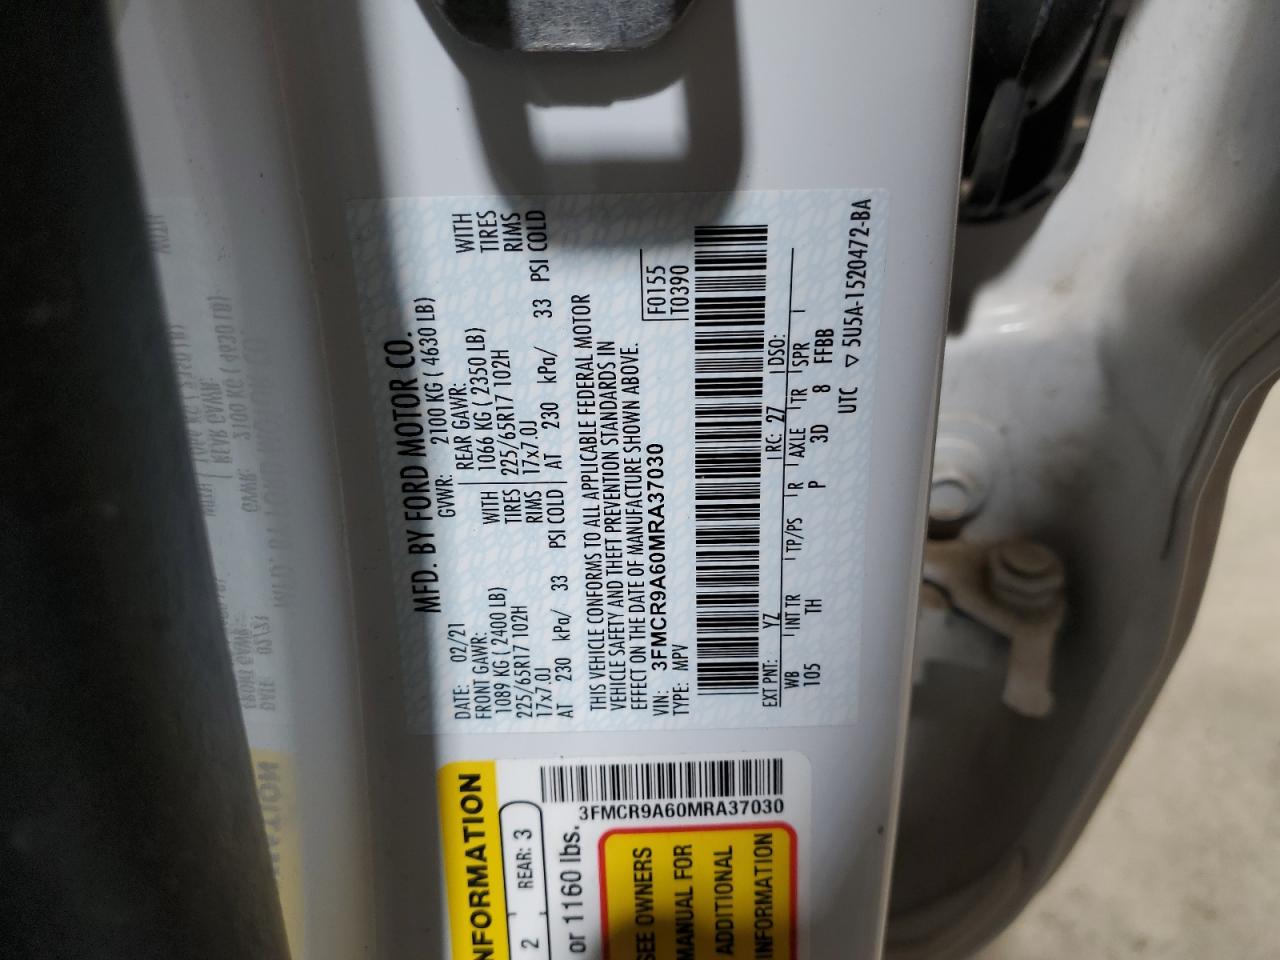 MFD. BY FORD MOTOR CO.
DATE: 02/21 GVWR: 2100 KG ( 4630 LB)
FRONT GAWR: REAR GAWR:
1089 KG ( 2400 LB) WITH 1066 KG ( 2350 LB) WITH
225/65R17 102H TIRES 225/65R17 102H TIRES
17x7.0J RIMS 17x7.0J RIMS
AT 230 kPa/ 33 PSI COLD AT 230 kPa/ 33 PSI COLD
THIS VEHICLE CONFORMS TO ALL APPLICABLE FEDERAL MOTOR
VEHICLE SAFETY AND THEFT PREVENTION STANDARDS IN
EFFECT ON THE DATE OF MANUFACTURE SHOWN ABOVE.
VIN: 3FMCR9A60MRA37030 F0155
TYPE: MPV T0390
EXT PNT: YZ RC: 27 DSO:
WB INT TR TP/PS R AXLE TR SPR
105 TH P 3D 8 FFBB
UTC ▽ 5U5A-1520472-BA
NFORMATION
2 REAR: 3
or 1160 lbs.
3FMCR9A60MRA37030
SEE OWNERS
MANUAL FOR
ADDITIONAL
INFORMATION